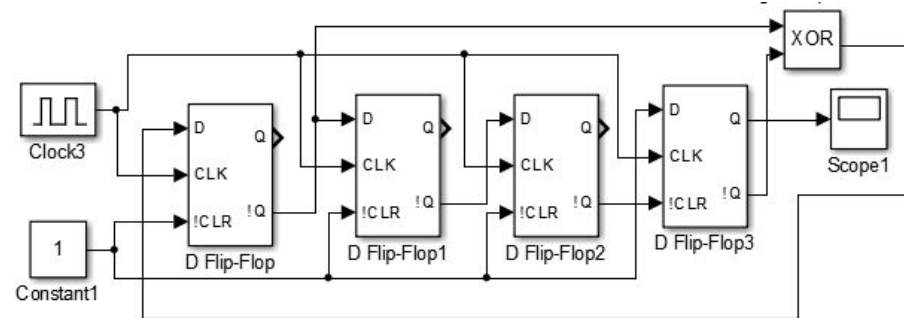 XOR
Clock3
D
Q
CLK
!Q
!CLR
D Flip-Flop
D
Q
CLK
!Q
!CLR
D Flip-Flop1
D
Q
CLK
!Q
!CLR
D Flip-Flop2
D
Q
CLK
!Q
!CLR
D Flip-Flop3
Scope1
1
Constant1